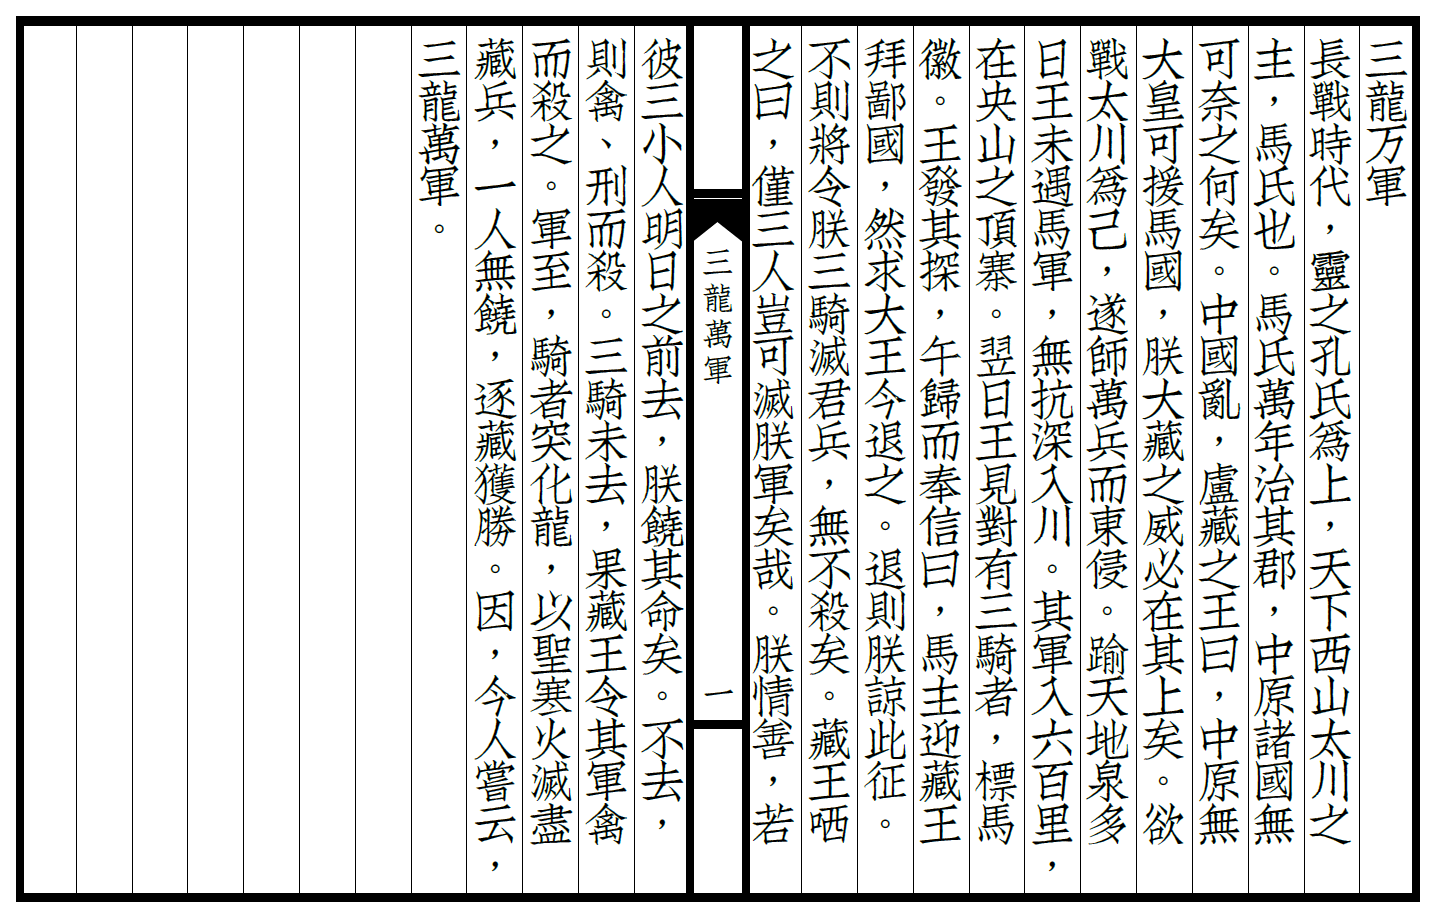 三龍万軍
長戰時代，靈之孔氏爲上，天下西山太川之
主，馬氏也。馬氏萬年治其郡，中原諸國無
可奈之何矣。中國亂，盧藏之王曰，中原無
大皇可援馬國，朕大藏之威必在其上矣。欲
戰太川爲己，遂師萬兵而東侵。踰天地泉多
日王未遇馬軍，無抗深入川。其軍入六百里，
在央山之頂寨。翌日王見對有三騎者，標馬
徽。王發其探，午歸而奉信曰，馬主迎藏王
拜鄙國，然求大王今退之。退則朕諒此征。
不則將令朕三騎滅君兵，無不殺矣。藏王哂
之曰，僅三人豈可滅朕軍矣哉。朕情善，若
三龍萬軍
一
彼三小人明日之前去，朕饒其命矣。不去，
則禽、刑而殺。三騎未去，果藏王令其軍禽
而殺之。軍至，騎者突化龍，以聖寒火滅盡
藏兵，一人無饒，逐藏獲勝。因，今人嘗云，
三龍萬軍。